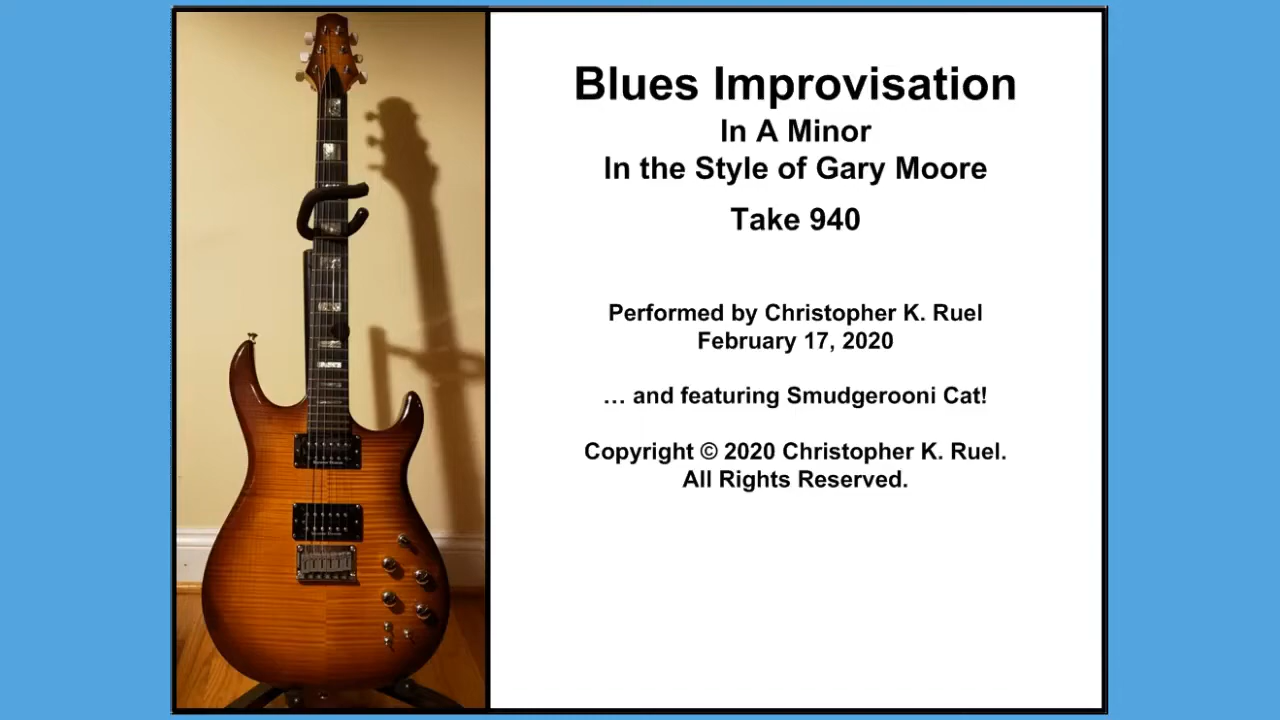 Blues Improvisation
In A Minor
In the Style of Gary Moore
Take 940
Performed by Christopher K. Ruel
February 17, 2020
… and featuring Smudgerooni Cat!
Copyright © 2020 Christopher K. Ruel.
All Rights Reserved.